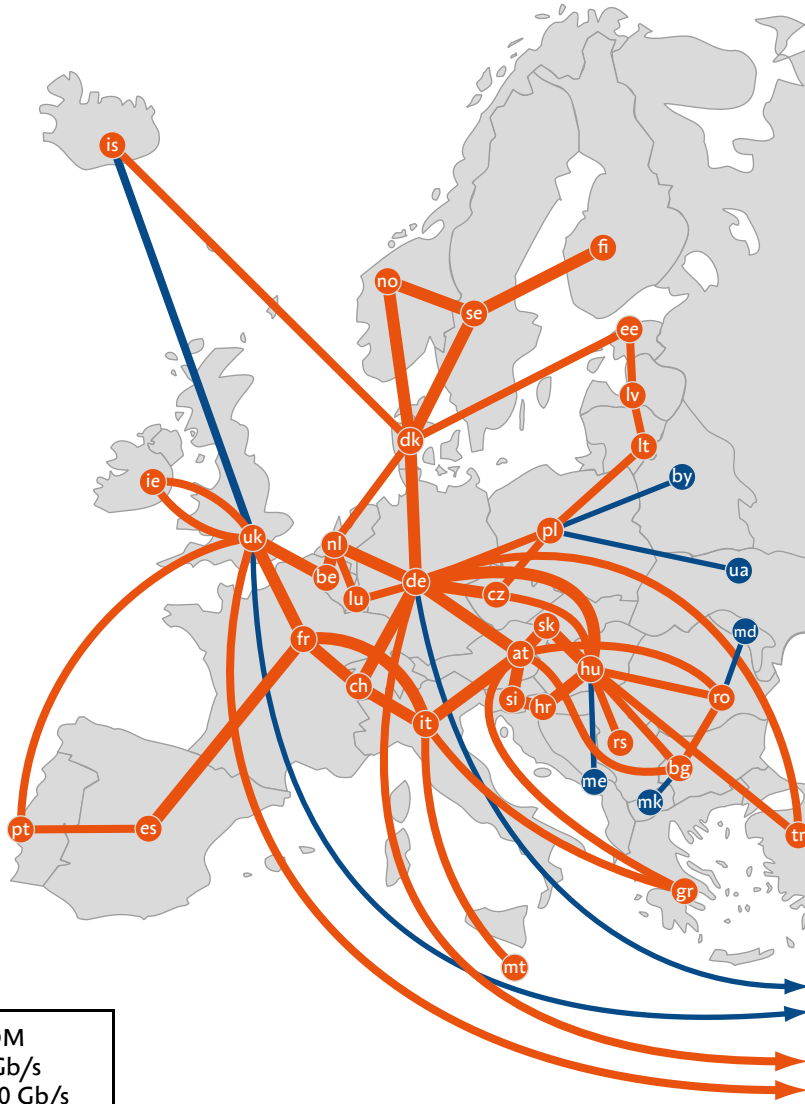 is
fi
no
se
ee
lv
dk
lt
by
ie
pl
uk
nl
ua
be
de
lu
cz
sk
md
fr
at
hu
ch
si
ro
hr
it
rs
bg
me
mk
pt
es
tr
gr
mt
Gb/s
0 Gb/s